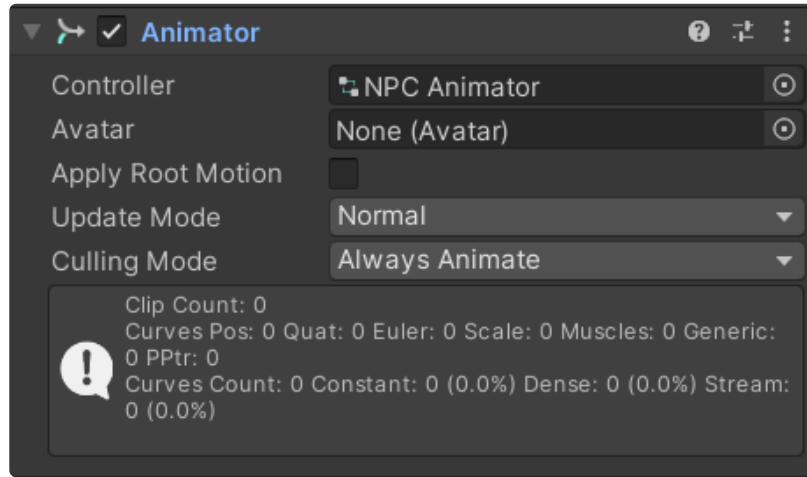 Animator
Controller NPC Animator
Avatar None (Avatar)
Apply Root Motion
Update Mode Normal
Culling Mode Always Animate
Clip Count: 0
Curves Pos: 0 Quat: 0 Euler: 0 Scale: 0 Muscles: 0 Generic:
0 PPtr: 0
Curves Count: 0 Constant: 0 (0.0%) Dense: 0 (0.0%) Stream:
0 (0.0%)